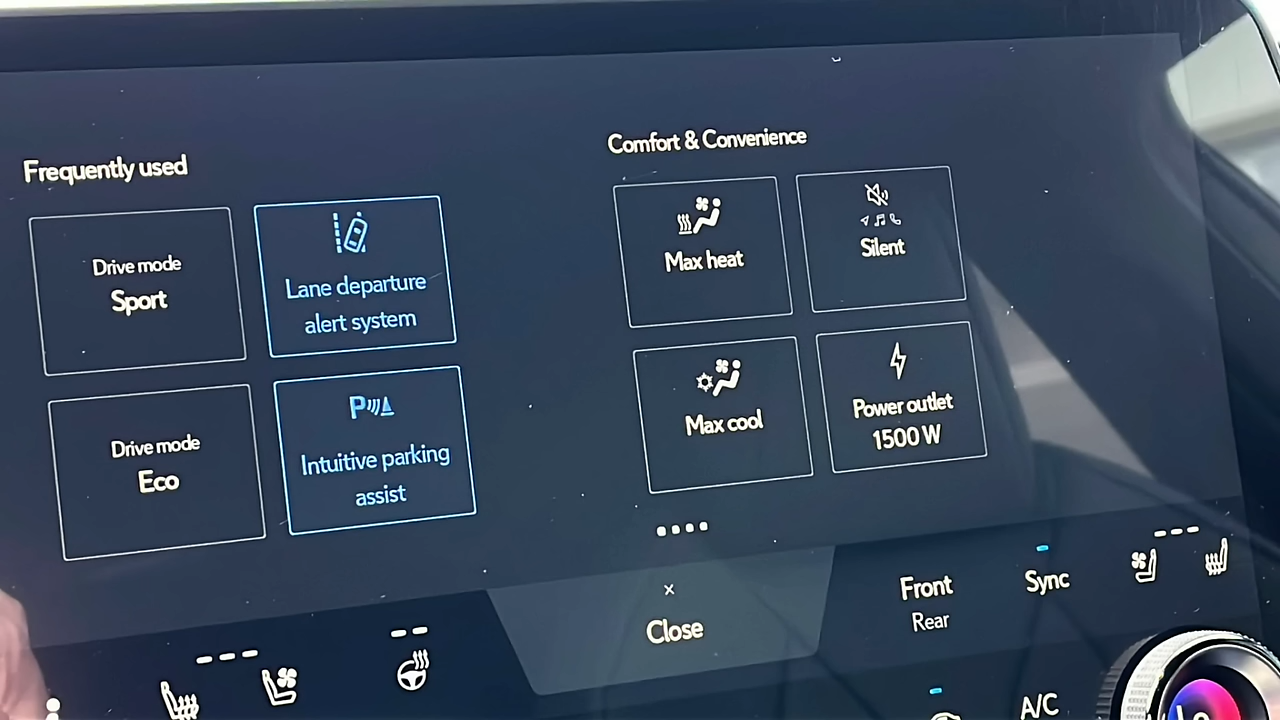 Frequently used
Drive mode
Sport
Lane departure
alert system
Drive mode
Eco
P
Intuitive parking
assist
Comfort & Convenience
Max heat
Silent
Max cool
Power outlet
1500 W
×
Close
Front
Rear
Sync
A/C
Lo